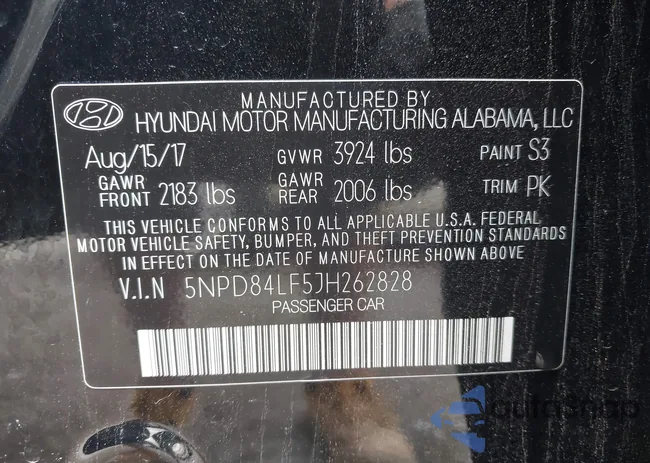 MANUFACTURED BY
HYUNDAI MOTOR MANUFACTURING ALABAMA, LLC
Aug/15/17 GVWR 3924 lbs PAINT S3
GAWR FRONT 2183 lbs GAWR REAR 2006 lbs TRIM PK
THIS VEHICLE CONFORMS TO ALL APPLICABLE U.S.A. FEDERAL
MOTOR VEHICLE SAFETY, BUMPER, AND THEFT PREVENTION STANDARDS
IN EFFECT ON THE DATE OF MANUFACTURE SHOWN ABOVE
V.I.N 5NPD84LF5JH262828
PASSENGER CAR
autosnap